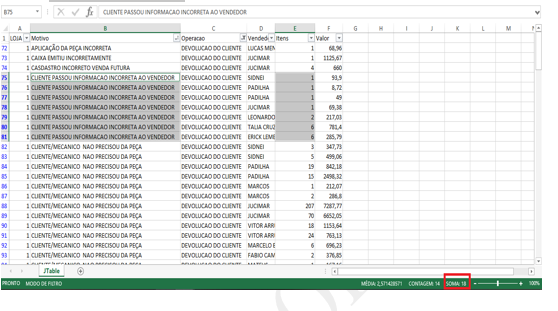 B75 fx CLIENTE PASSOU INFORMACAO INCORRETA AO VENDEDOR
A B C D E F G H I J K L M
1 LOJA Motivo Operacao Vendedo Itens Valor
72 1 APLICAÇÃO DA PEÇA INCORRETA DEVOLUCAO DO CLIENTE LUCAS MEN 1 68,96
73 1 CAIXA EMITIU INCORRETAMENTE DEVOLUCAO DO CLIENTE JUCIMAR 1 1125,67
74 1 CASDASTRO INCORRETO VENDA FUTURA DEVOLUCAO DO CLIENTE JUCIMAR 4 660
75 1 CLIENTE PASSOU INFORMACAO INCORRETA AO VENDEDOR DEVOLUCAO DO CLIENTE SIDNEI 1 93,9
76 1 CLIENTE PASSOU INFORMACAO INCORRETA AO VENDEDOR DEVOLUCAO DO CLIENTE PADILHA 1 8,72
77 1 CLIENTE PASSOU INFORMACAO INCORRETA AO VENDEDOR DEVOLUCAO DO CLIENTE PADILHA 1 49
78 1 CLIENTE PASSOU INFORMACAO INCORRETA AO VENDEDOR DEVOLUCAO DO CLIENTE JUCIMAR 1 69,38
79 1 CLIENTE PASSOU INFORMACAO INCORRETA AO VENDEDOR DEVOLUCAO DO CLIENTE LEONARDO 2 217,03
80 1 CLIENTE PASSOU INFORMACAO INCORRETA AO VENDEDOR DEVOLUCAO DO CLIENTE TALIA CRUZ 6 781,4
81 1 CLIENTE PASSOU INFORMACAO INCORRETA AO VENDEDOR DEVOLUCAO DO CLIENTE ERICK LEME 6 285,79
82 1 CLIENTE/MECANICO NAO PRECISOU DA PEÇA DEVOLUCAO DO CLIENTE SIDNEI 3 347,73
83 1 CLIENTE/MECANICO NAO PRECISOU DA PEÇA DEVOLUCAO DO CLIENTE SIDNEI 5 499,06
84 1 CLIENTE/MECANICO NAO PRECISOU DA PEÇA DEVOLUCAO DO CLIENTE PADILHA 19 842,18
85 1 CLIENTE/MECANICO NAO PRECISOU DA PEÇA DEVOLUCAO DO CLIENTE PADILHA 15 2498,32
86 1 CLIENTE/MECANICO NAO PRECISOU DA PEÇA DEVOLUCAO DO CLIENTE MARCOS 1 212,07
87 1 CLIENTE/MECANICO NAO PRECISOU DA PEÇA DEVOLUCAO DO CLIENTE MARCOS 2 286,8
88 1 CLIENTE/MECANICO NAO PRECISOU DA PEÇA DEVOLUCAO DO CLIENTE JUCIMAR 207 7287,77
89 1 CLIENTE/MECANICO NAO PRECISOU DA PEÇA DEVOLUCAO DO CLIENTE JUCIMAR 70 6652,05
90 1 CLIENTE/MECANICO NAO PRECISOU DA PEÇA DEVOLUCAO DO CLIENTE VITOR ARR 18 1153,64
91 1 CLIENTE/MECANICO NAO PRECISOU DA PEÇA DEVOLUCAO DO CLIENTE VITOR ARR 24 763,13
92 1 CLIENTE/MECANICO NAO PRECISOU DA PEÇA DEVOLUCAO DO CLIENTE MARCELO E 6 696,23
93 1 CLIENTE/MECANICO NAO PRECISOU DA PEÇA DEVOLUCAO DO CLIENTE FABIO CAM 2 376,85
JTable
PRONTO MODO DE FILTRO MÉDIA: 2,571428571 CONTAGEM: 14 SOMA: 18 100%